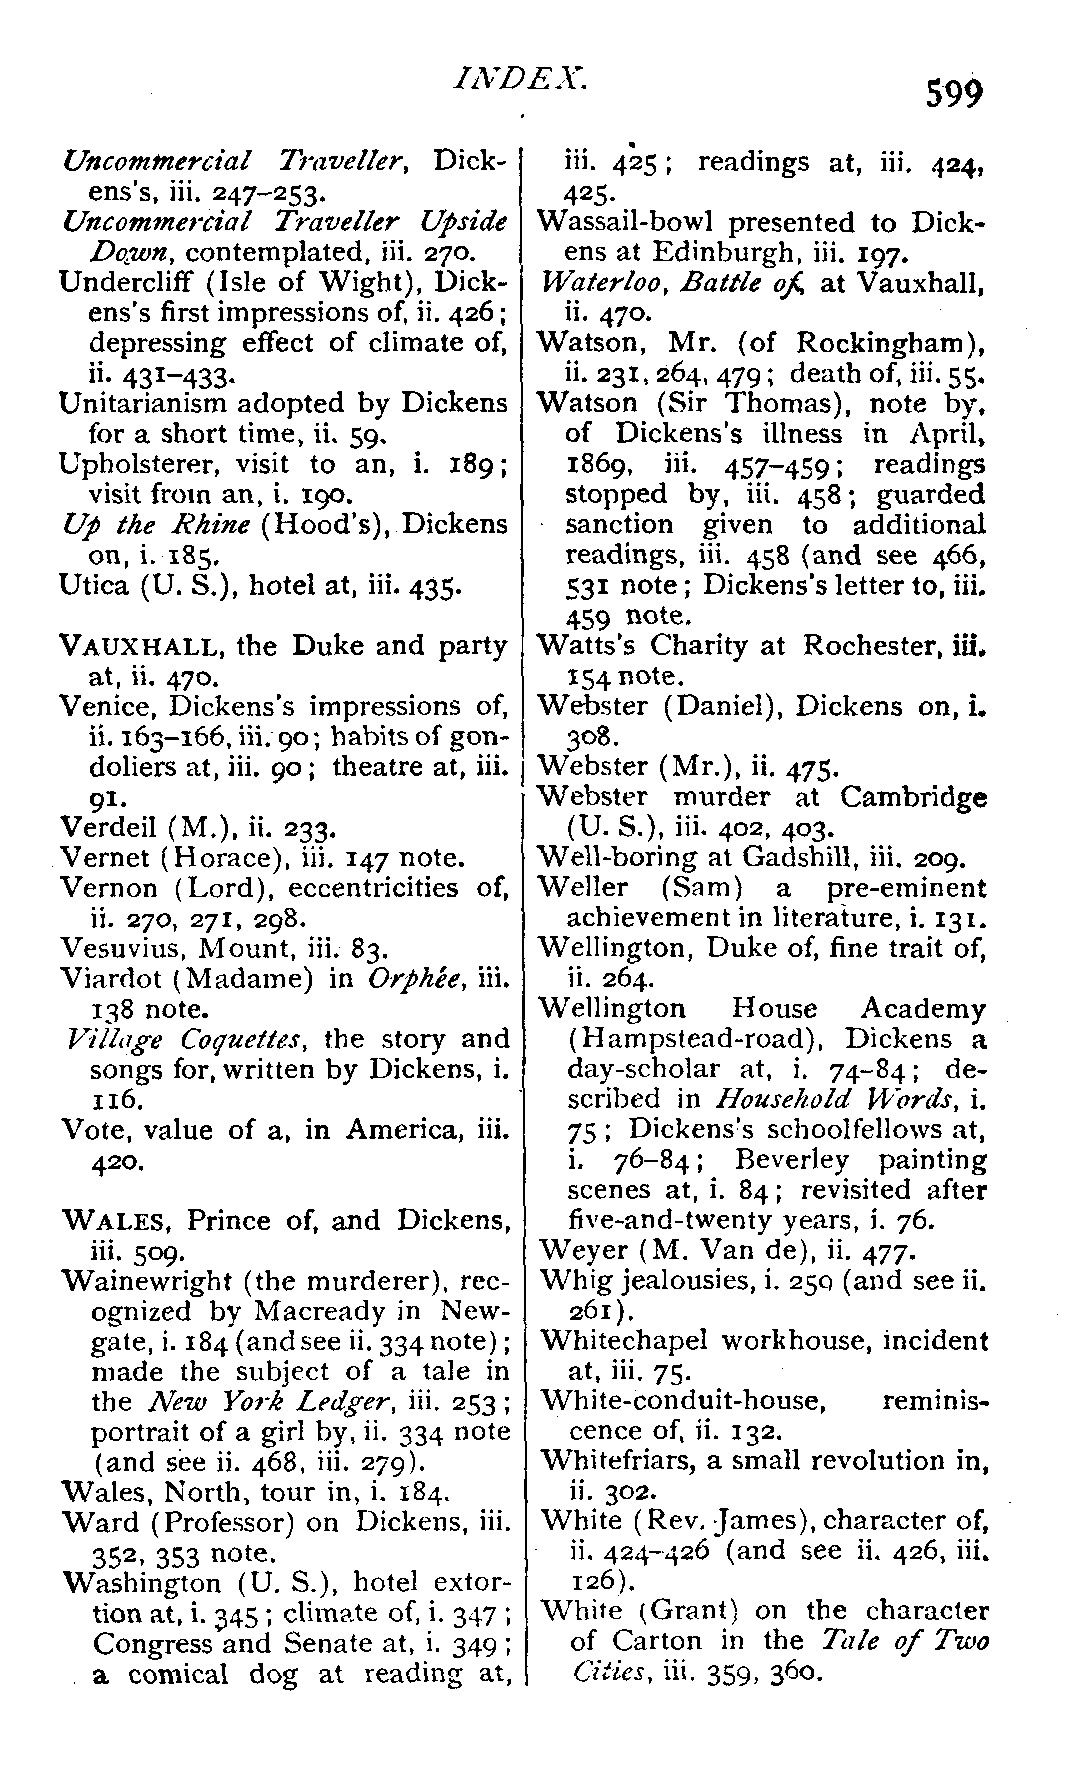 INDEX.
599
Uncommercial Traveller, Dick-
ens's, iii. 247–253.
Uncommercial Traveller Upside
Down, contemplated, iii. 270.
Undercliff (Isle of Wight), Dick-
ens's first impressions of, ii. 426;
depressing effect of climate of,
ii. 431–433.
Unitarianism adopted by Dickens
for a short time, ii. 59.
Upholsterer, visit to an, i. 189;
visit from an, i. 190.
Up the Rhine (Hood's), Dickens
on, i. 185.
Utica (U. S.), hotel at, iii. 435.
VAUXHALL, the Duke and party
at, ii. 470.
Venice, Dickens's impressions of,
ii. 163–166, iii. 90; habits of gon-
doliers at, iii. 90; theatre at, iii.
91.
Verdeil (M.), ii. 233.
Vernet (Horace), iii. 147 note.
Vernon (Lord), eccentricities of,
ii. 270, 271, 298.
Vesuvius, Mount, iii. 83.
Viardot (Madame) in Orphée, iii.
138 note.
Village Coquettes, the story and
songs for, written by Dickens, i.
116.
Vote, value of a, in America, iii.
420.
WALES, Prince of, and Dickens,
iii. 509.
Wainewright (the murderer), rec-
ognized by Macready in New-
gate, i. 184 (and see ii. 334 note);
made the subject of a tale in
the New York Ledger, iii. 253;
portrait of a girl by, ii. 334 note
(and see ii. 468, iii. 279).
Wales, North, tour in, i. 184.
Ward (Professor) on Dickens, iii.
352, 353 note.
Washington (U. S.), hotel extor-
tion at, i. 345; climate of, i. 347;
Congress and Senate at, i. 349;
a comical dog at reading at,
iii. 425; readings at, iii. 424,
425.
Wassail-bowl presented to Dick-
ens at Edinburgh, iii. 197.
Waterloo, Battle of, at Vauxhall,
ii. 470.
Watson, Mr. (of Rockingham),
ii. 231, 264, 479; death of, iii. 55.
Watson (Sir Thomas), note by,
of Dickens's illness in April,
1869, iii. 457–459; readings
stopped by, iii. 458; guarded
sanction given to additional
readings, iii. 458 (and see 466,
531 note; Dickens's letter to, iii.
459 note.
Watts's Charity at Rochester, iii.
154 note.
Webster (Daniel), Dickens on, i.
308.
Webster (Mr.), ii. 475.
Webster murder at Cambridge
(U. S.), iii. 402, 403.
Well-boring at Gadshill, iii. 209.
Weller (Sam) a pre-eminent
achievement in literature, i. 131.
Wellington, Duke of, fine trait of,
ii. 264.
Wellington House Academy
(Hampstead-road), Dickens a
day-scholar at, i. 74–84; de-
scribed in Household Words, i.
75; Dickens's schoolfellows at,
i. 76–84; Beverley painting
scenes at, i. 84; revisited after
five-and-twenty years, i. 76.
Weyer (M. Van de), ii. 477.
Whig jealousies, i. 250 (and see ii.
261).
Whitechapel workhouse, incident
at, iii. 75.
White-conduit-house, reminis-
cence of, ii. 132.
Whitefriars, a small revolution in,
ii. 302.
White (Rev. James), character of,
ii. 424–426 (and see ii. 426, iii.
126).
White (Grant) on the character
of Carton in the Tale of Two
Cities, iii. 359, 360.